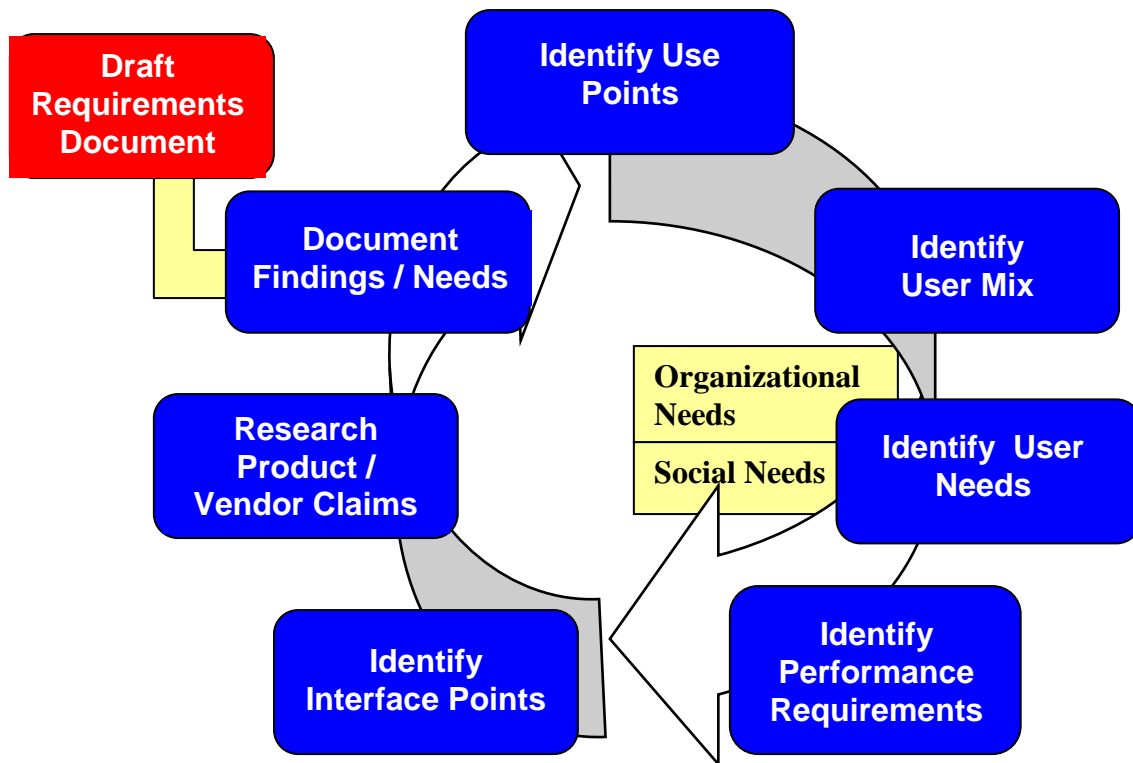 Draft
Requirements
Document
Identify Use
Points
Document
Findings / Needs
Identify
User Mix
Organizational
Needs
Social Needs
Identify  User
Needs
Research
Product /
Vendor Claims
Identify
Interface Points
Identify
Performance
Requirements